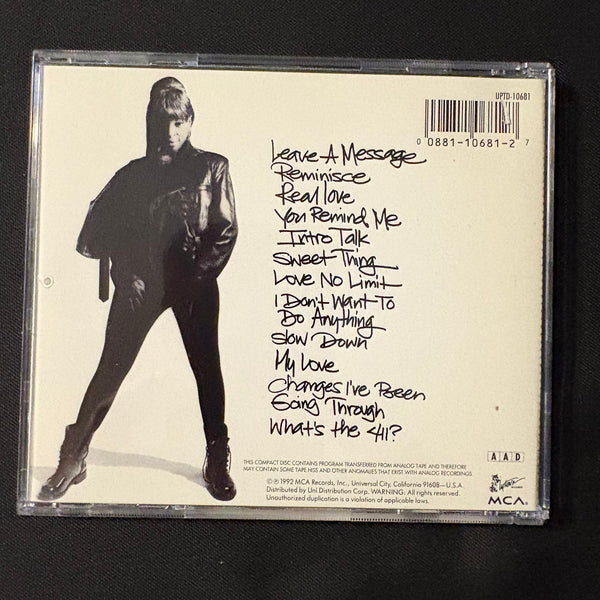 UPTD-10681
0 0881-10681-2 7
Leave A Message
Reminisce
Real love
You Remind Me
Intro Talk
Sweet Thing
Love No Limit
I Don't Want To
Do Anything
Slow Down
My Love
Changes I've Been
Going Through
What's the 411?
THIS COMPACT DISC CONTAINS PROGRAM TRANSFERRED FROM ANALOG TAPE AND THEREFORE
MAY CONTAIN SOME TAPE HISS AND OTHER ANOMALIES THAT EXIST WITH ANALOG RECORDINGS.
AAD
© ℗ 1992 MCA Records, Inc., Universal City, California 91608—U.S.A.
Distributed by Uni Distribution Corp. WARNING: All rights reserved.
Unauthorized duplication is a violation of applicable laws.
MCA